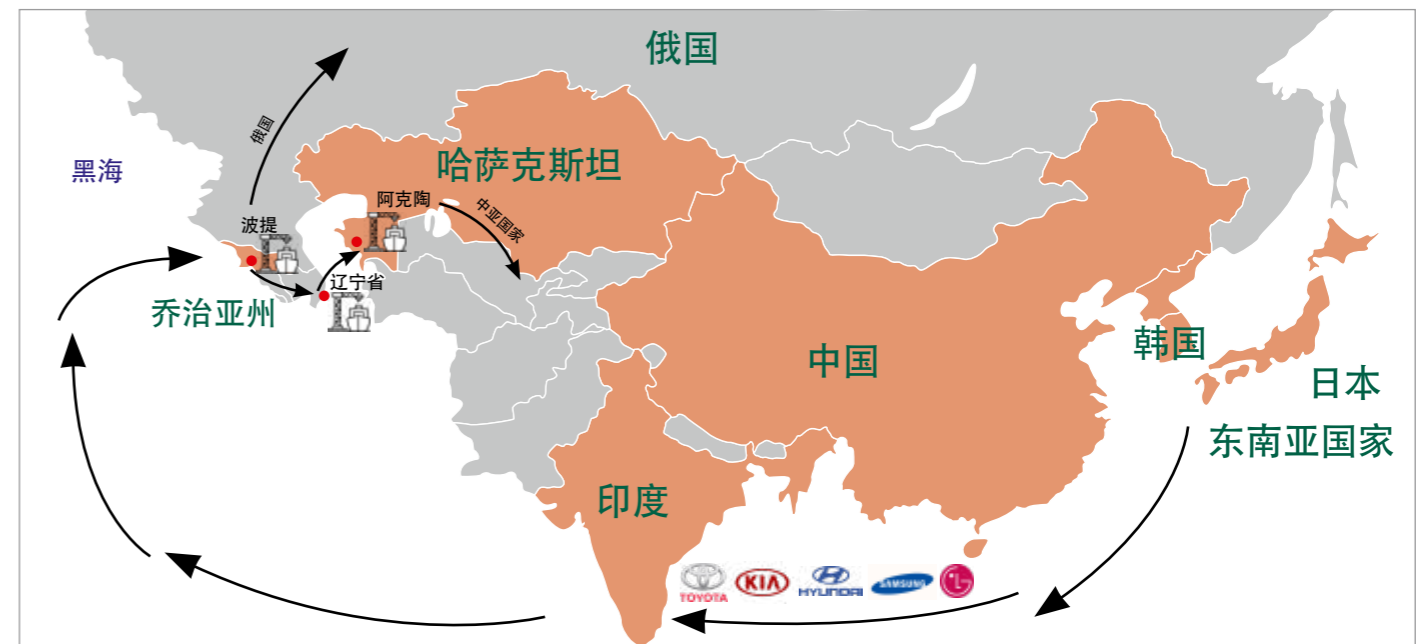 俄国
俄国
黑海
哈萨克斯坦
阿克陶
中亚国家
波提
辽宁省
乔治亚州
中国
韩国
日本
东南亚国家
印度
TOYOTA
KIA
HYUNDAI
SAMSUNG
LG